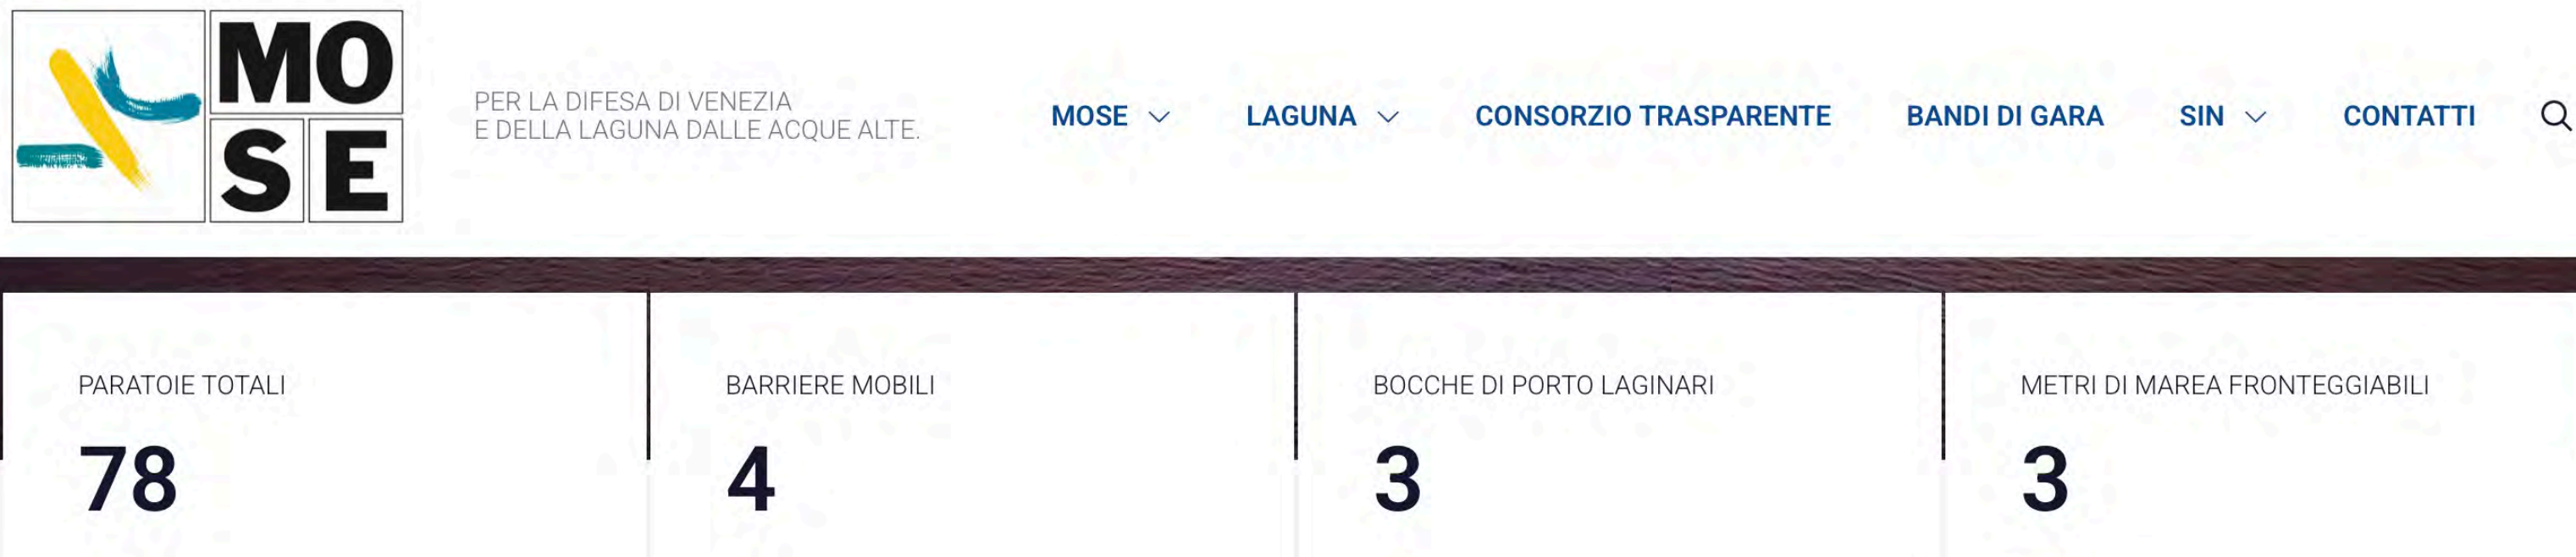 MO
SE
PER LA DIFESA DI VENEZIA
E DELLA LAGUNA DALLE ACQUE ALTE.
MOSE LAGUNA CONSORZIO TRASPARENTE BANDI DI GARA SIN CONTATTI
PARATOIE TOTALI
78
BARRIERE MOBILI
4
BOCCHE DI PORTO LAGINARI
3
METRI DI MAREA FRONTEGGIABILI
3